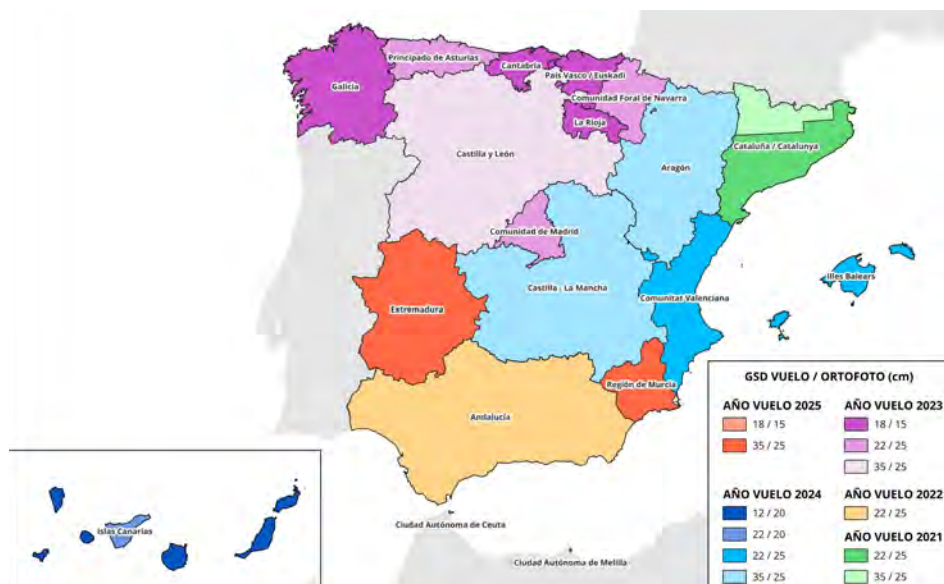 Principado de Asturias
Cantabria
País Vasco / Euskadi
Galicia
Comunidad Foral de Navarra
La Rioja
Cataluña / Catalunya
Castilla y León
Aragón
Comunidad de Madrid
Illes Balears
Castilla - La Mancha
Comunitat Valenciana
Extremadura
Región de Murcia
Andalucía
Islas Canarias
Ciudad Autónoma de Ceuta
Ciudad Autónoma de Melilla
GSD VUELO / ORTOFOTO (cm)
AÑO VUELO 2025
18 / 15
35 / 25
AÑO VUELO 2023
18 / 15
22 / 25
35 / 25
AÑO VUELO 2024
12 / 20
22 / 20
22 / 25
35 / 25
AÑO VUELO 2022
22 / 25
AÑO VUELO 2021
22 / 25
35 / 25